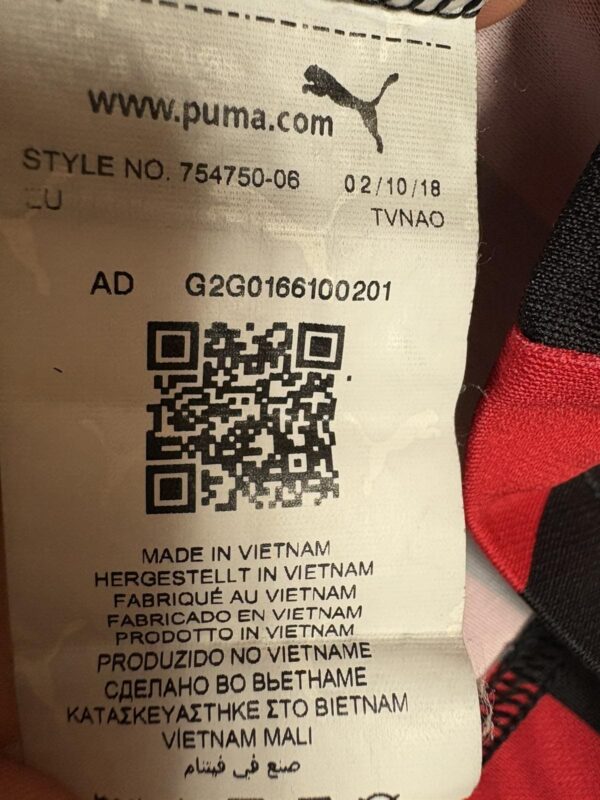 www.puma.com
STYLE NO. 754750-06 02/10/18
EU TVNAO
AD G2G0166100201
MADE IN VIETNAM
HERGESTELLT IN VIETNAM
FABRIQUÉ AU VIETNAM
FABRICADO EN VIETNAM
PRODOTTO IN VIETNAM
PRODUZIDO NO VIETNAME
СДЕЛАНО ВО ВЬЕТНАМЕ
ΚΑΤΑΣΚΕΥΑΣΤΗΚΕ ΣΤΟ ΒΙΕΤΝΑΜ
VİETNAM MALI
صنع في فيتنام